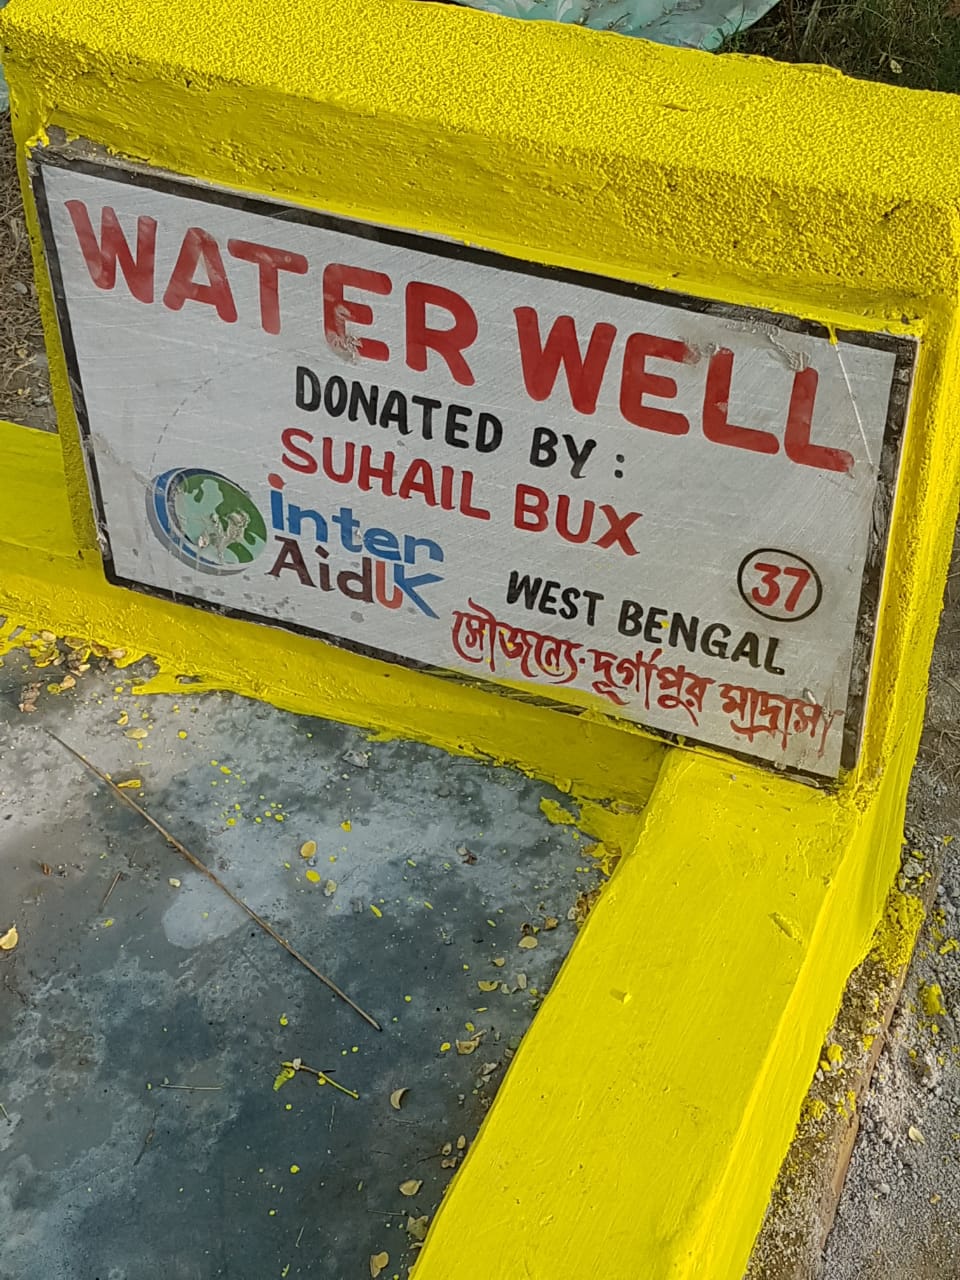 WATER WELL
DONATED BY :
SUHAIL BUX
inter
AidUK
37
WEST BENGAL
সৌজন্যে·দূর্গাপুর মাদ্রাসা